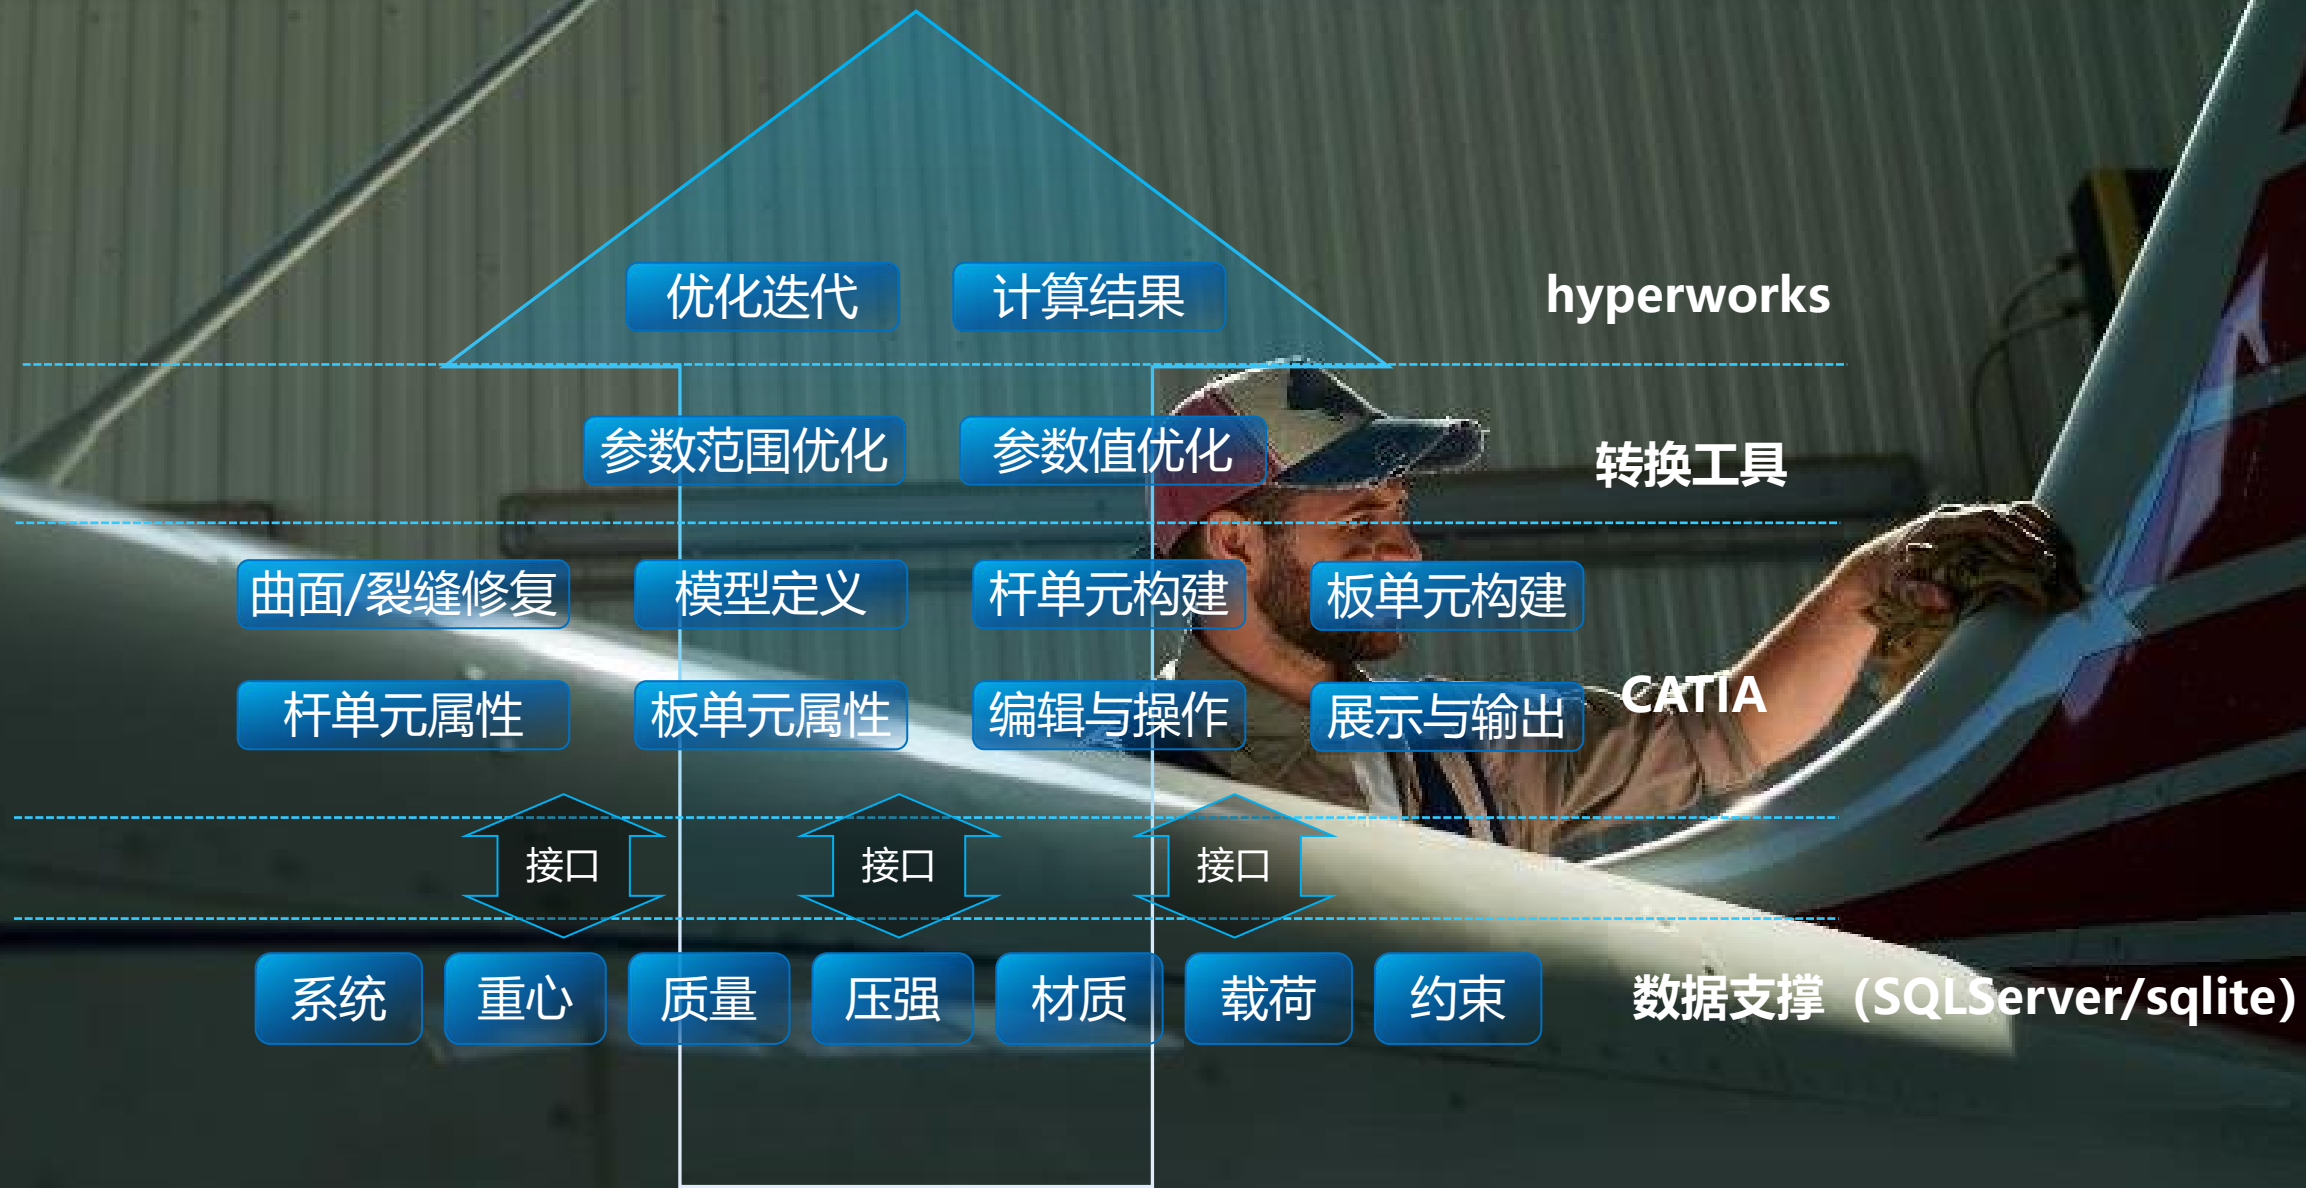 优化迭代 计算结果 hyperworks
参数范围优化 参数值优化 转换工具
曲面/裂缝修复 模型定义 杆单元构建 板单元构建
杆单元属性 板单元属性 编辑与操作 展示与输出 CATIA
接口 接口 接口
系统 重心 质量 压强 材质 载荷 约束 数据支撑（SQLServer/sqlite）